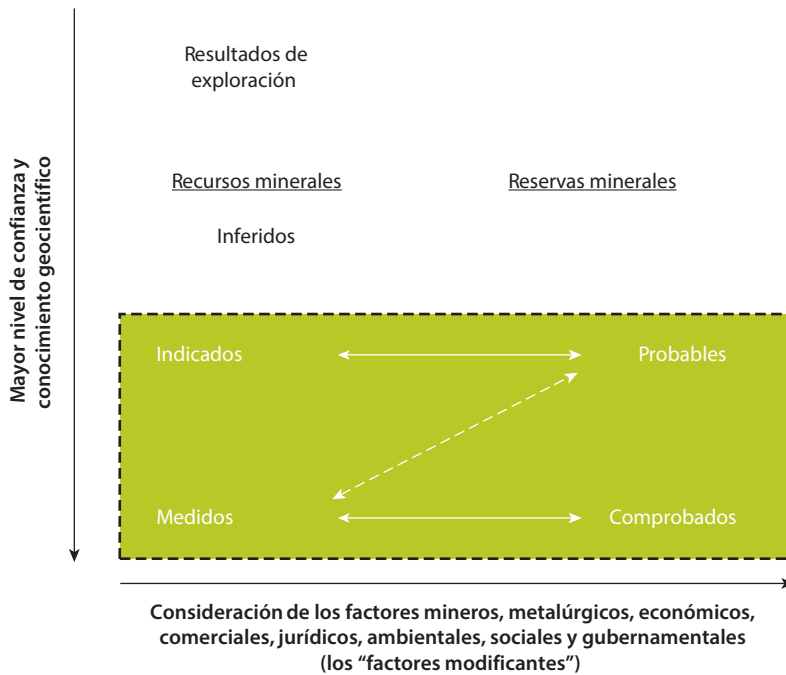 Resultados de
exploración
Mayor nivel de confianza y
conocimiento geocientífico
Recursos minerales
Reservas minerales
Inferidos
Indicados
Probables
Medidos
Comprobados
Consideración de los factores mineros, metalúrgicos, económicos,
comerciales, jurídicos, ambientales, sociales y gubernamentales
(los “factores modificantes”)